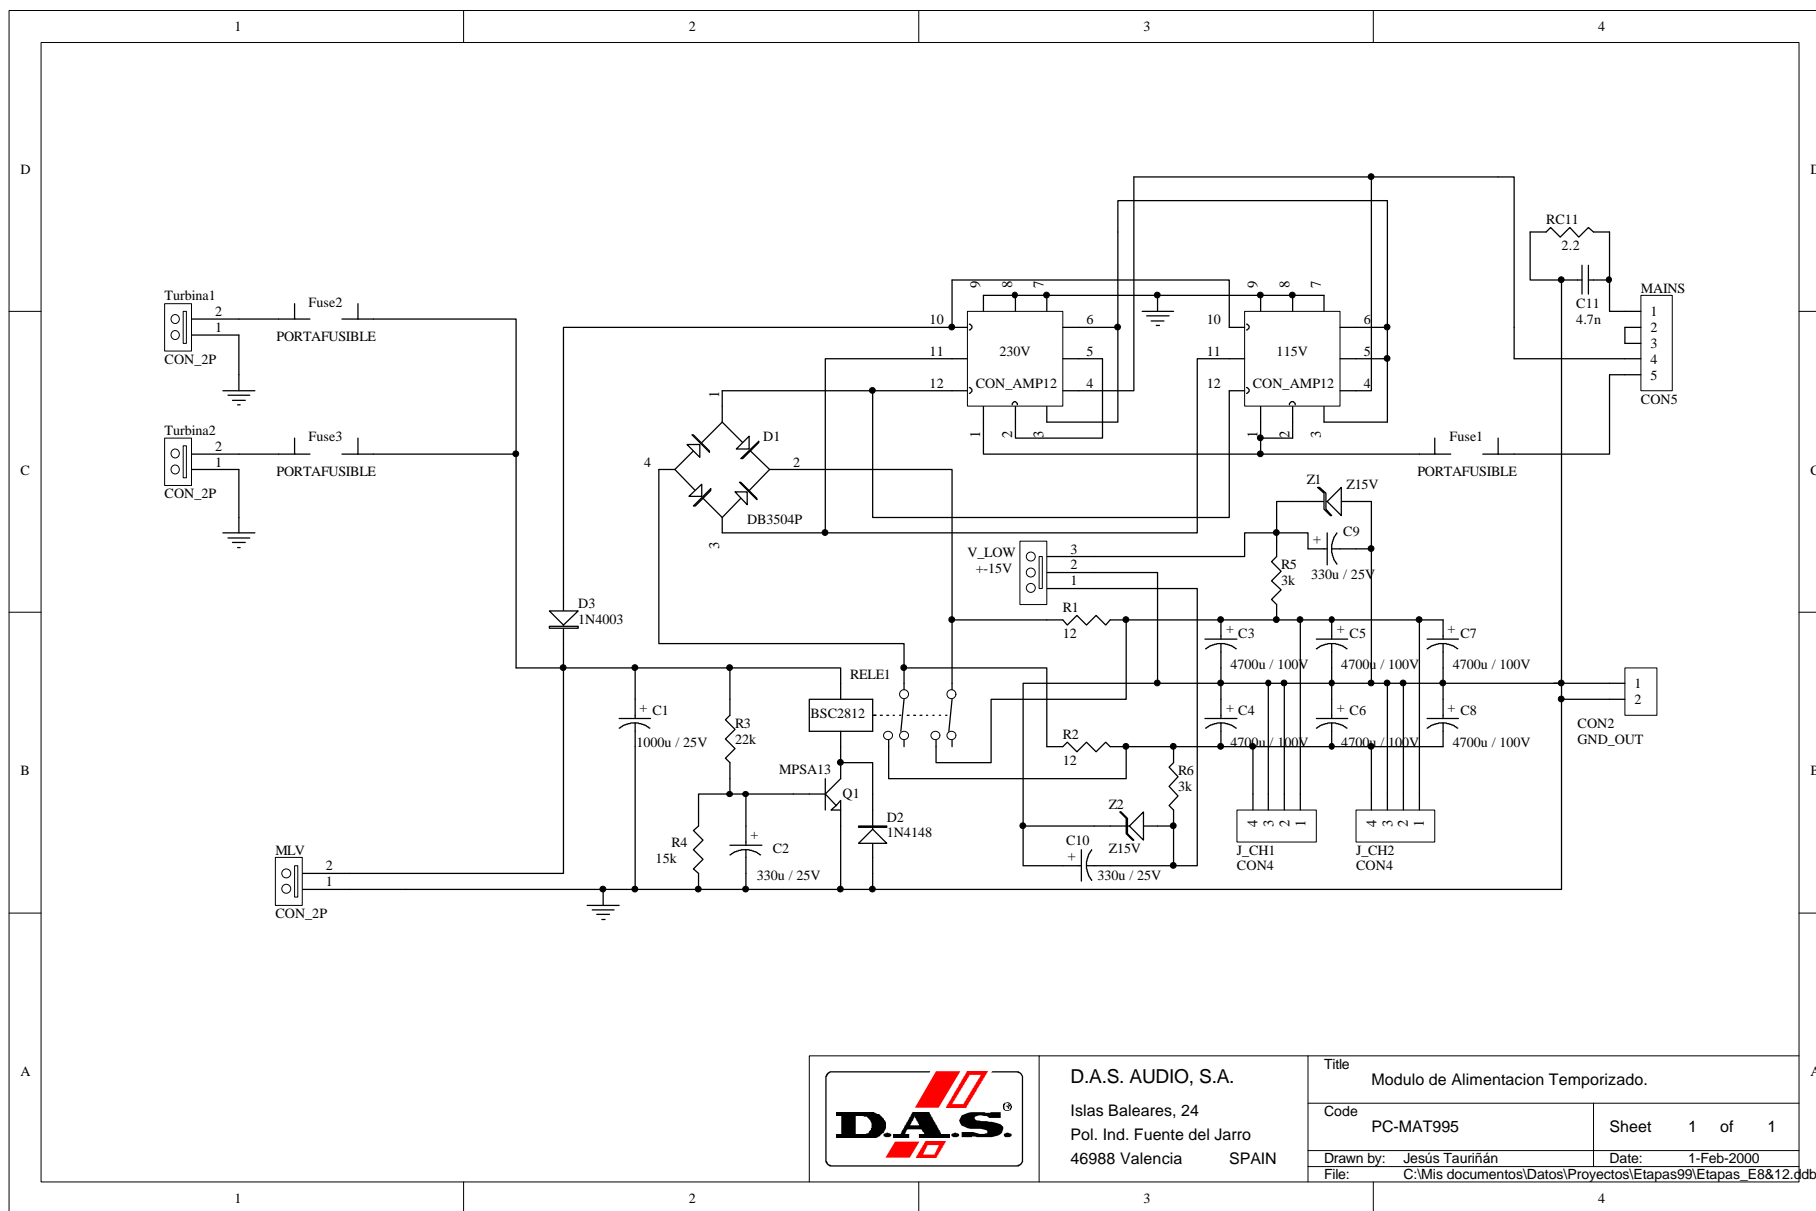 1 2 3 4
D D
RC11
2.2
C11
4.7n
MAINS
1
2
3
4
5
CON5
Turbina1
2
1
CON_2P
Fuse2
PORTAFUSIBLE
9 8 7
10 6
11 230V 5
12 CON_AMP12 4
1 2 3
9 8 7
10 6
11 115V 5
12 CON_AMP12 4
1 2 3
Turbina2
2
1
CON_2P
Fuse3
PORTAFUSIBLE
C C
1
D1
4 2
DB3504P
3
Fuse1
PORTAFUSIBLE
Z1 Z15V
+ C9
330u / 25V
V_LOW
+-15V
3
2
1
R5
3k
D3
1N4003
R1
12
+ C3
4700u / 100V
+ C5
4700u / 100V
+ C7
4700u / 100V
RELE1
BSC2812
+ C1
1000u / 25V
R3
22k
+ C4
4700u / 100V
+ C6
4700u / 100V
+ C8
4700u / 100V
1
2
CON2
GND_OUT
R2
12
B B
MPSA13
Q1
R6
3k
D2
1N4148
R4
15k
+
C2
330u / 25V
Z2
Z15V
C10
+
330u / 25V
4 3 2 1
J_CH1
CON4
4 3 2 1
J_CH2
CON4
MLV
2
1
CON_2P
A A
D.A.S.®
D.A.S. AUDIO, S.A.
Islas Baleares, 24
Pol. Ind. Fuente del Jarro
46988 Valencia SPAIN
Title
Modulo de Alimentacion Temporizado.
Code
PC-MAT995
Sheet 1 of 1
Drawn by: Jesús Tauriñán
Date: 1-Feb-2000
File: C:\Mis documentos\Datos\Proyectos\Etapas99\Etapas_E8&12.ddb
1 2 3 4